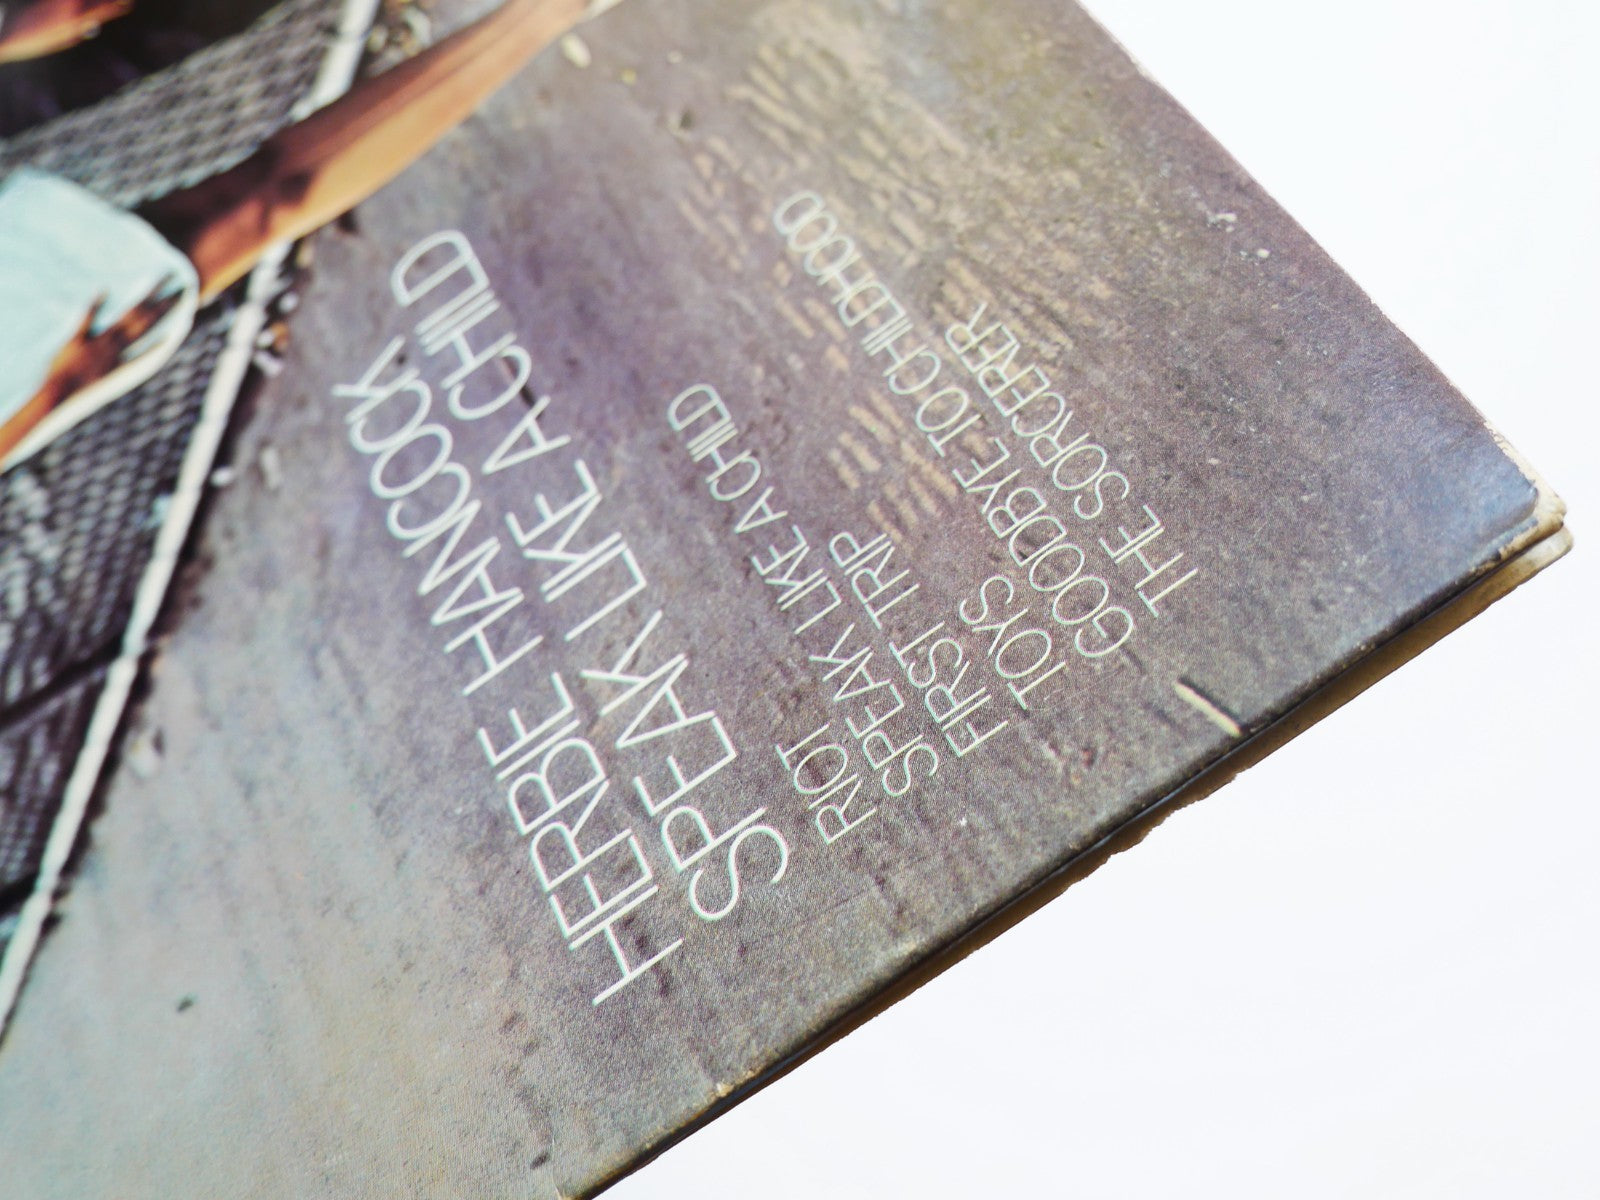 HERBIE HANCOCK
SPEAK LIKE A CHILD
RIOT
SPEAK LIKE A CHILD
FIRST TRIP
TOYS
GOODBYE TO CHILDHOOD
THE SORCERER